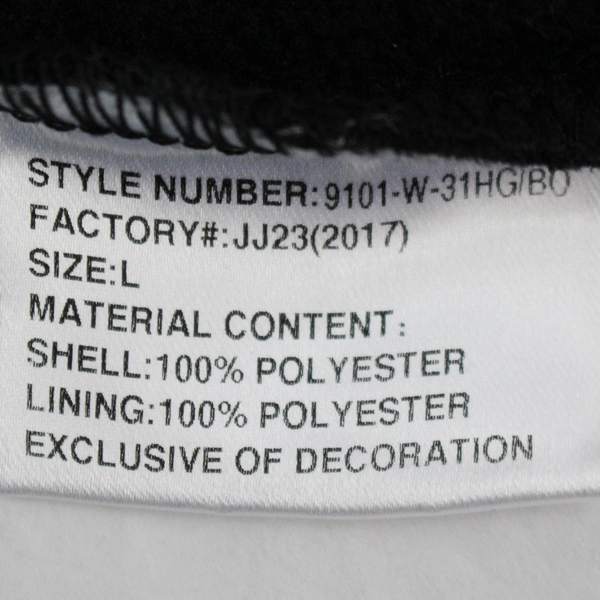 STYLE NUMBER:9101-W-31HG/BO
FACTORY#:JJ23(2017)
SIZE:L
MATERIAL CONTENT:
SHELL:100% POLYESTER
LINING:100% POLYESTER
EXCLUSIVE OF DECORATION